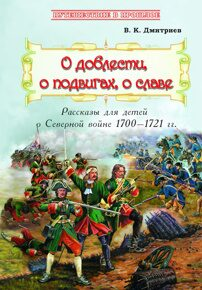 ПУТЕШЕСТВИЕ В ПРОШЛОЕ
В. К. Дмитриев
О доблести,
о подвигах, о славе
Рассказы для детей
о Северной войне 1700—1721 гг.